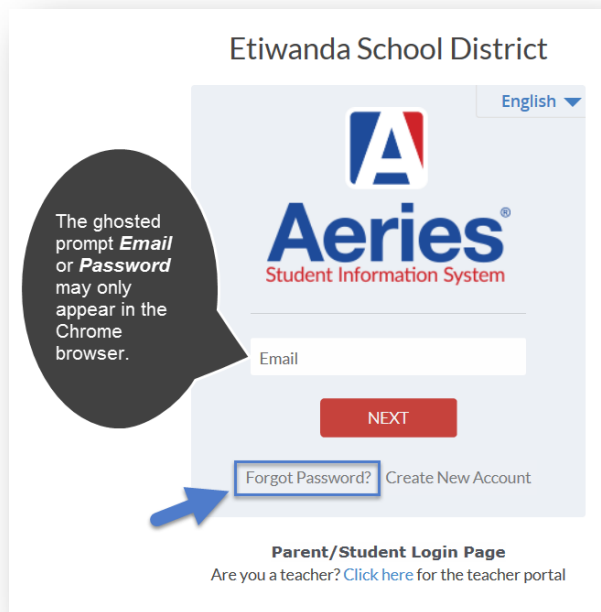 Etiwanda School District
English
Aeries®
Student Information System
The ghosted
prompt Email
or Password
may only
appear in the
Chrome
browser.
Email
NEXT
Forgot Password? Create New Account
Parent/Student Login Page
Are you a teacher? Click here for the teacher portal